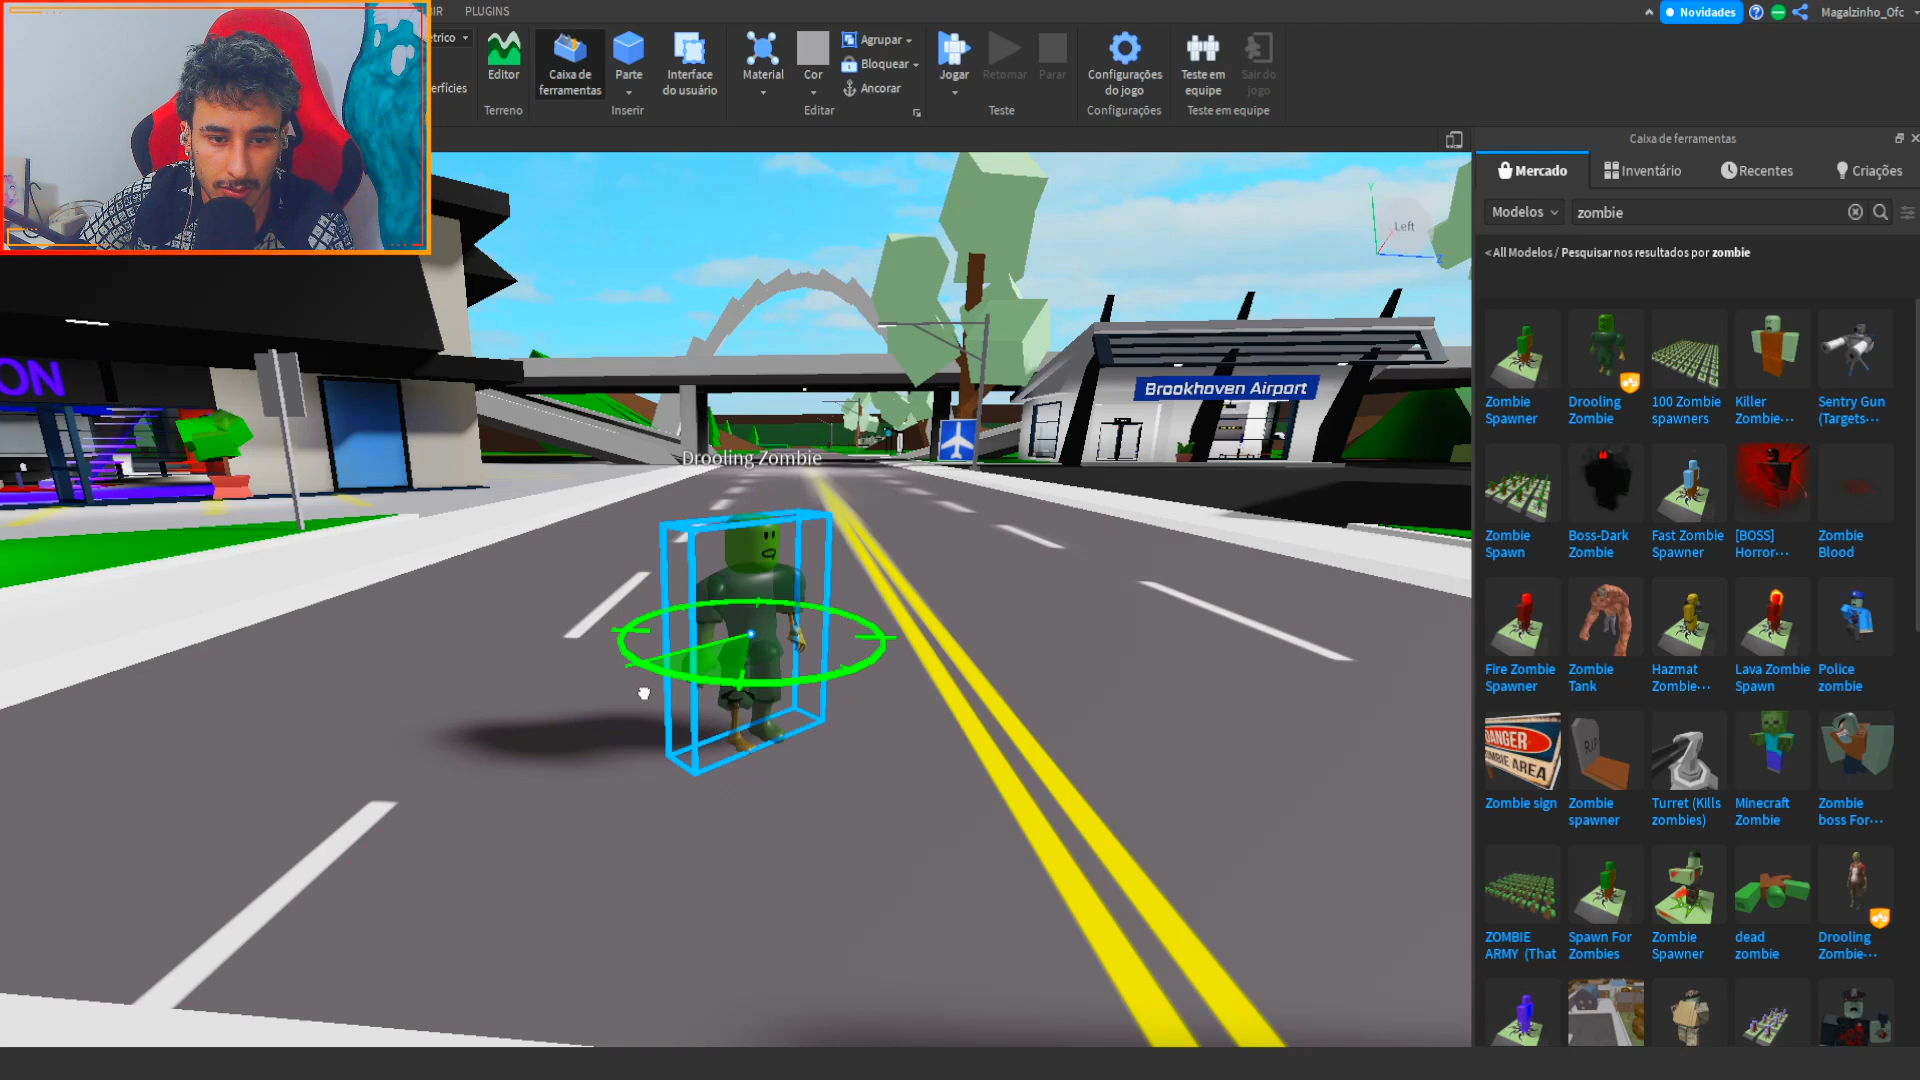 IR
PLUGINS
Novidades
Magalzinho_Ofc
étrico
erfícies
Editor
Terreno
Caixa de
ferramentas
Parte
Interface
do usuário
Inserir
Material
Cor
Agrupar
Bloquear
Ancorar
Editar
Jogar
Retomar
Parar
Teste
Configurações
do jogo
Configurações
Teste em
equipe
Sair do
jogo
Teste em equipe
Caixa de ferramentas
Mercado
Inventário
Recentes
Criações
Modelos
zombie
< All Modelos / Pesquisar nos resultados por zombie
Left
Y
Z
ON
Brookhoven Airport
Drooling Zombie
Zombie
Spawner
Drooling
Zombie
100 Zombie
spawners
Killer
Zombie...
Sentry Gun
(Targets...
Zombie
Spawn
Boss-Dark
Zombie
Fast Zombie
Spawner
[BOSS]
Horror...
Zombie
Blood
Fire Zombie
Spawner
Zombie
Tank
Hazmat
Zombie...
Lava Zombie
Spawn
Police
zombie
DANGER
ZOMBIE AREA
R.I.P
Zombie sign
Zombie
spawner
Turret (Kills
zombies)
Minecraft
Zombie
Zombie
boss For...
ZOMBIE
ARMY (That
Spawn For
Zombies
Zombie
Spawner
dead
zombie
Drooling
Zombie...